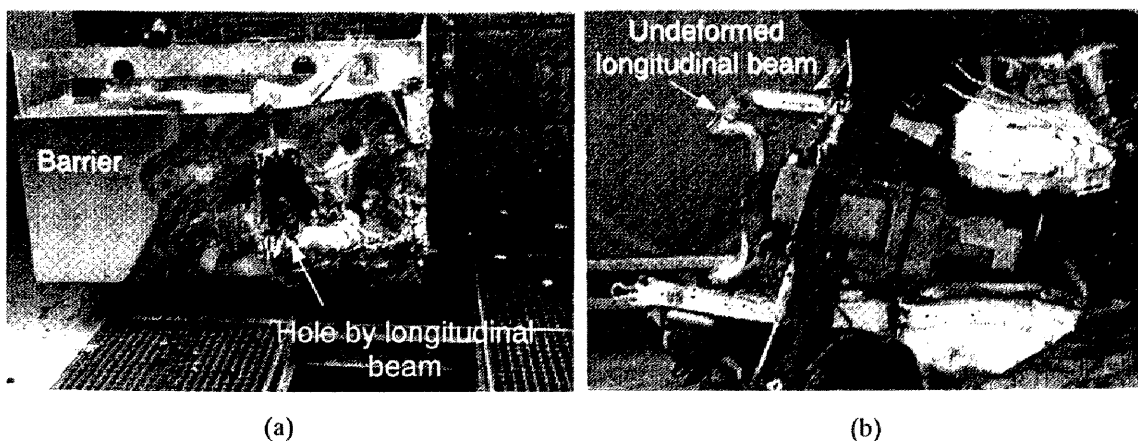 Barrier
Hole by longitudinal
beam
Undeformed
longitudinal beam
(a)
(b)